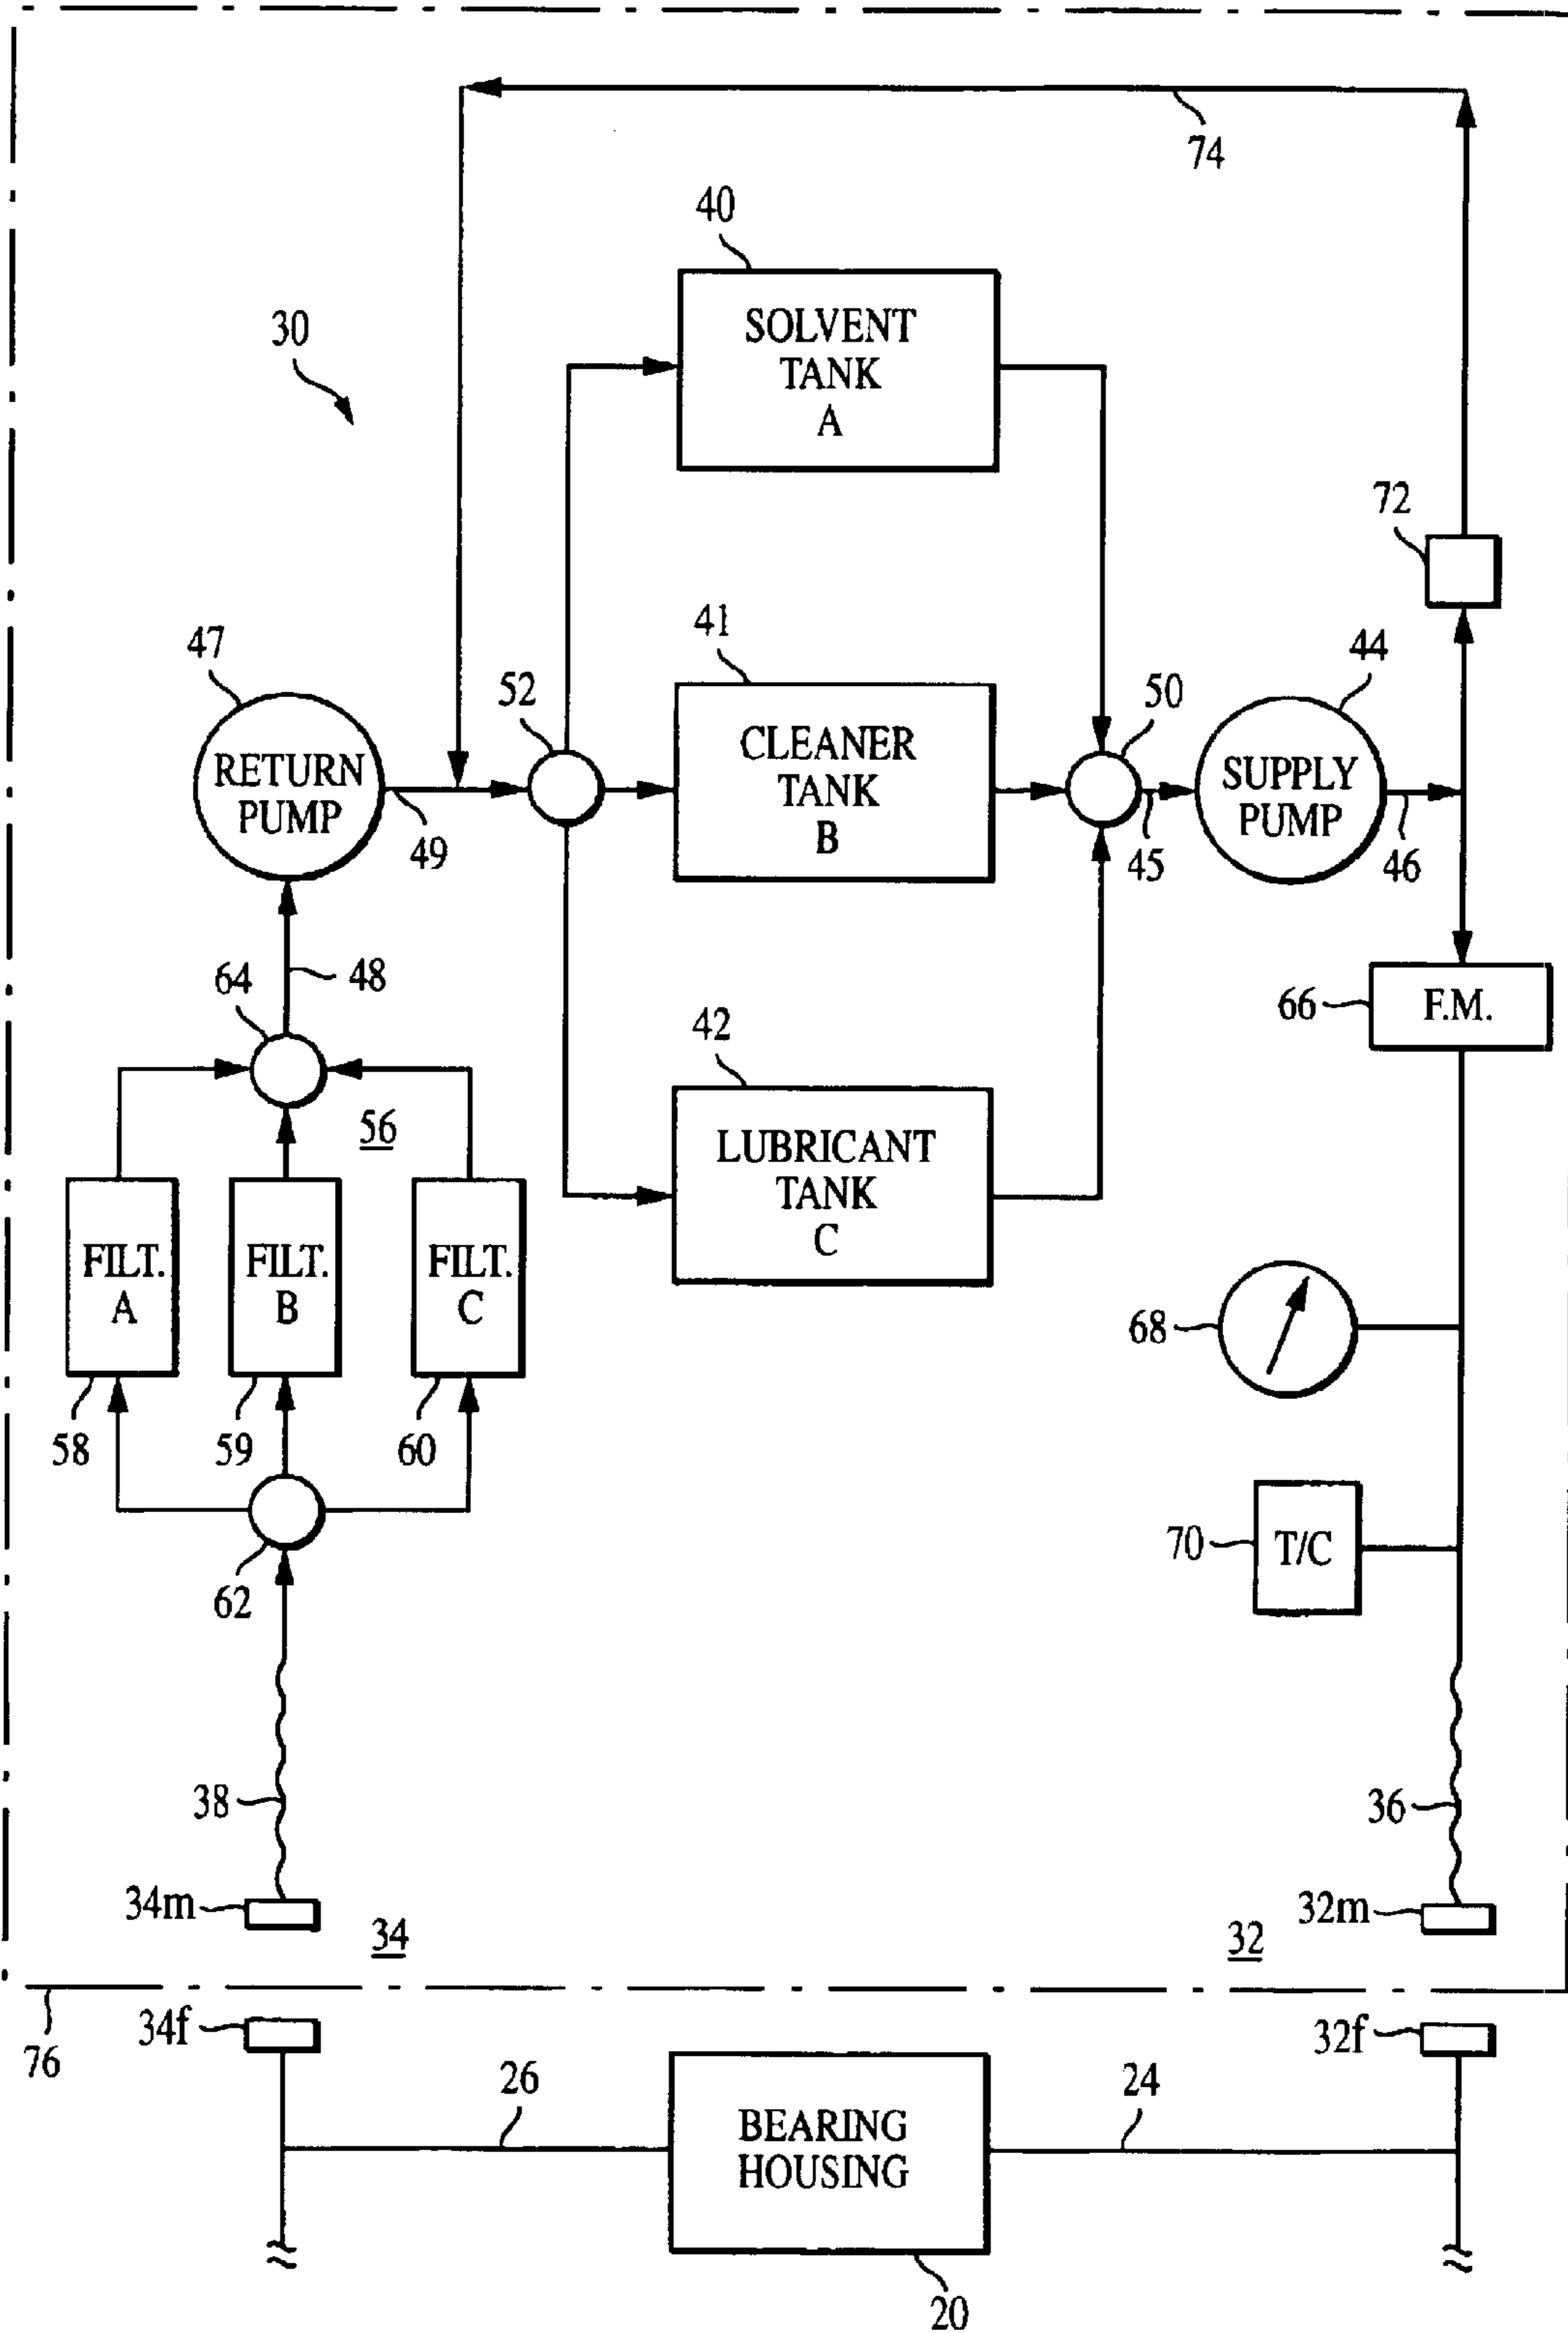 74
40
SOLVENT
TANK
A
30
72
47
41
44
52
50
RETURN
PUMP
CLEANER
TANK
B
SUPPLY
PUMP
49
45
46
64
48
66
F.M.
42
56
LUBRICANT
TANK
C
FILT.
A
FILT.
B
FILT.
C
68
58
59
60
70
T/C
62
38
36
34m
34
32
32m
76
34f
32f
26
24
BEARING
HOUSING
20